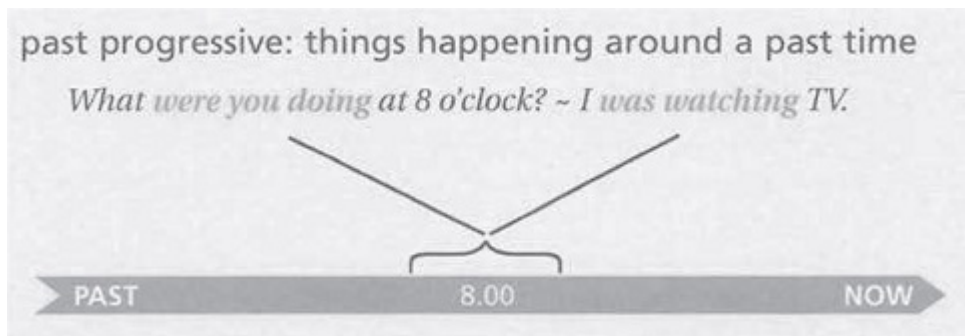 past progressive: things happening around a past time
What were you doing at 8 o'clock? ~ I was watching TV.
PAST 8.00 NOW